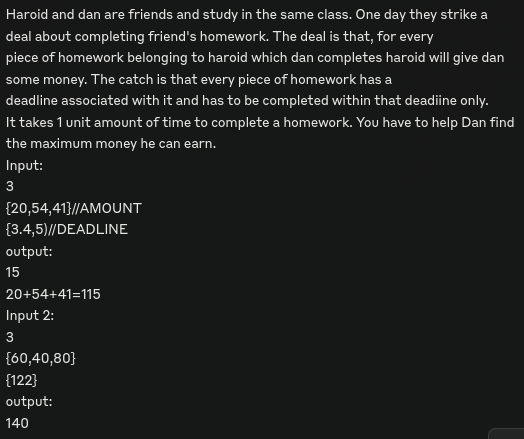 Haroid and dan are friends and study in the same class. One day they strike a
deal about completing friend's homework. The deal is that, for every
piece of homework belonging to haroid which dan completes haroid will give dan
some money. The catch is that every piece of homework has a
deadline associated with it and has to be completed within that deadiine only.
It takes 1 unit amount of time to complete a homework. You have to help Dan find
the maximum money he can earn.
Input:
3
{20,54,41}//AMOUNT
{3.4,5)//DEADLINE
output:
15
20+54+41=115
Input 2:
3
{60,40,80}
{122}
output:
140